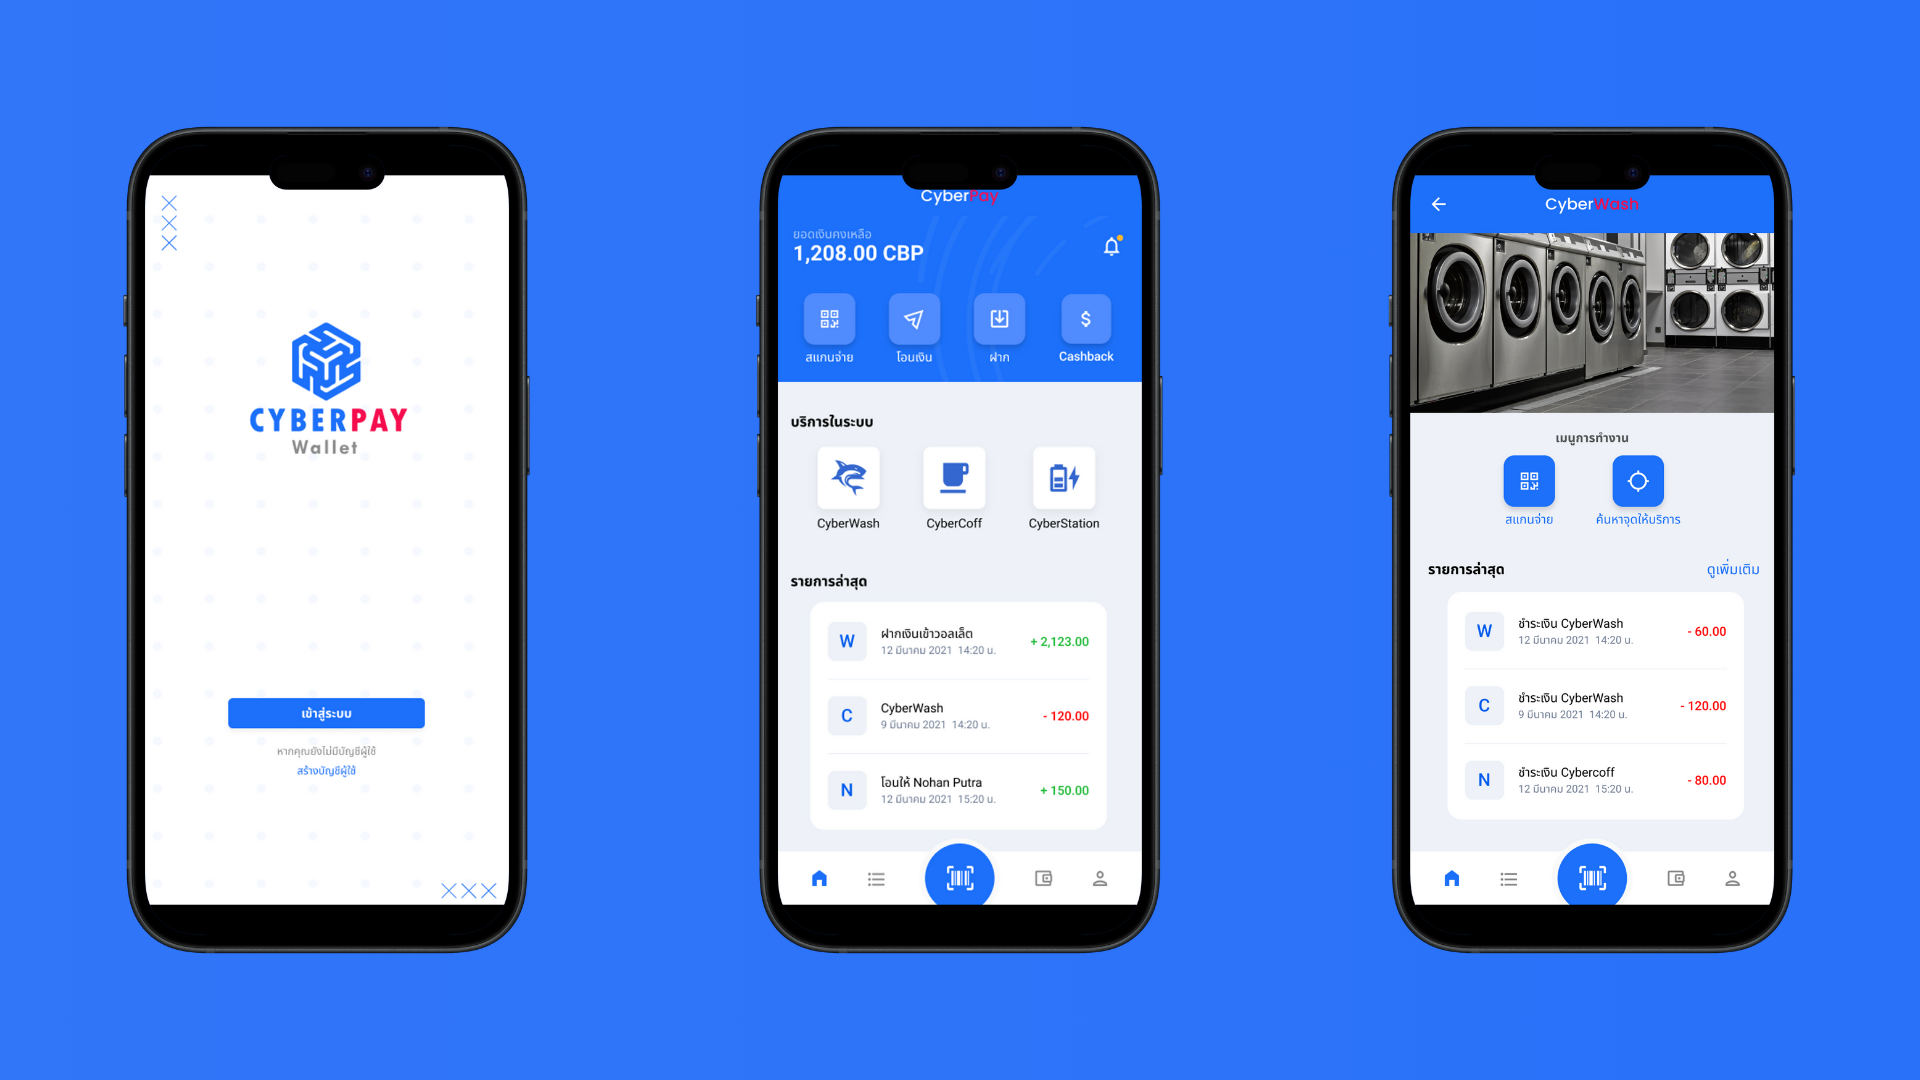 CYBERPAY
Wallet
เข้าสู่ระบบ
หากคุณยังไม่มีบัญชีผู้ใช้
สร้างบัญชีผู้ใช้
CyberPay
ยอดเงินคงเหลือ
1,208.00 CBP
สแกนจ่าย โอนเงิน ฝาก Cashback
บริการในระบบ
CyberWash CyberCoff CyberStation
รายการล่าสุด
W ฝากเงินเข้าวอลเล็ต + 2,123.00
12 มีนาคม 2021 14:20 น.
C CyberWash - 120.00
9 มีนาคม 2021 14:20 น.
N โอนให้ Nohan Putra + 150.00
12 มีนาคม 2021 15:20 น.
CyberWash
เมนูการทำงาน
สแกนจ่าย ค้นหาจุดให้บริการ
รายการล่าสุด ดูเพิ่มเติม
W ชำระเงิน CyberWash - 60.00
12 มีนาคม 2021 14:20 น.
C ชำระเงิน CyberWash - 120.00
9 มีนาคม 2021 14:20 น.
N ชำระเงิน Cybercoff - 80.00
12 มีนาคม 2021 15:20 น.